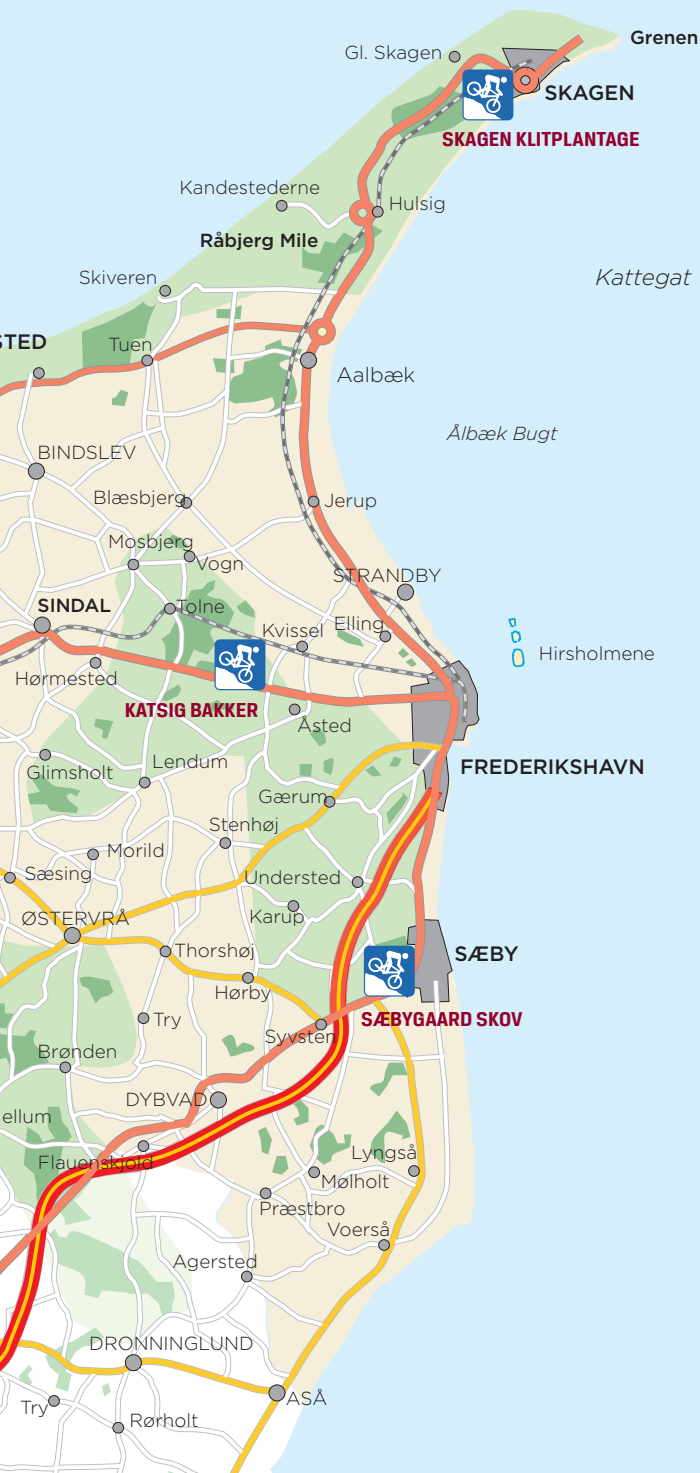 Grenen
Gl. Skagen
SKAGEN
SKAGEN KLITPLANTAGE
Kandestederne
Hulsig
Råbjerg Mile
Kattegat
Skiveren
STED
Tuen
Aalbæk
Ålbæk Bugt
BINDSLEV
Blæsbjerg
Jerup
Mosbjerg
Vogn
STRANDBY
SINDAL
Tolne
Kvissel
Elling
Hirsholmene
Hørmested
KATSIG BAKKER
Åsted
FREDERIKSHAVN
Glimsholt
Lendum
Gærum
Stenhøj
Morild
Sæsing
Understed
Karup
ØSTERVRÅ
Thorshøj
SÆBY
Hørby
SÆBYGAARD SKOV
Try
Syvsten
Brønden
DYBVAD
ellum
Flauenskjold
Lyngså
Mølholt
Præstbro
Voerså
Agersted
DRONNINGLUND
ASÅ
Try
Rørholt